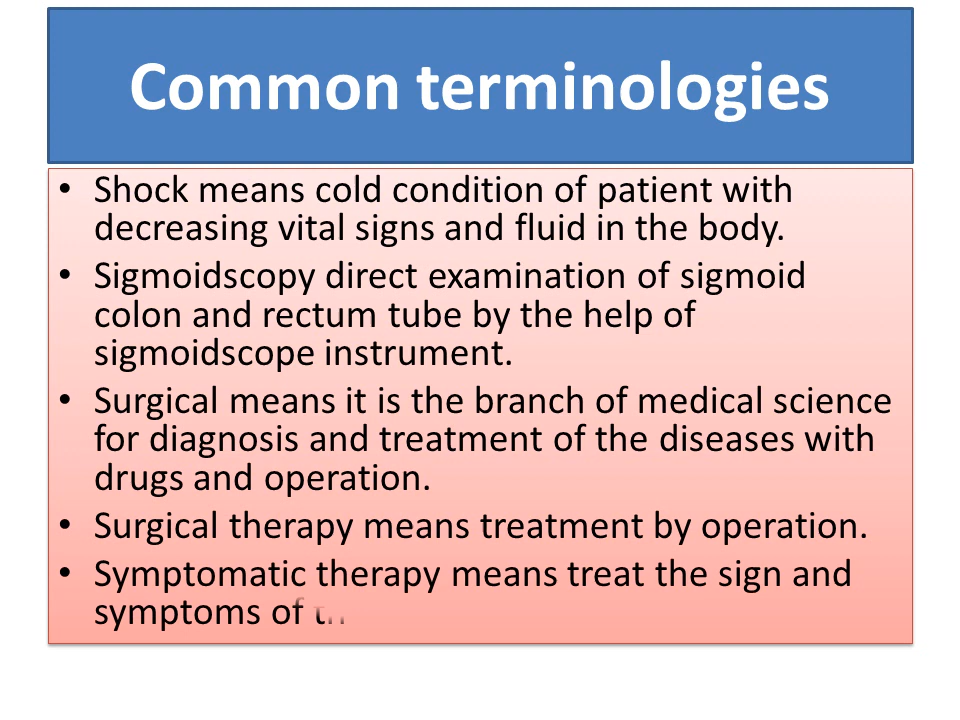 Common terminologies
• Shock means cold condition of patient with
decreasing vital signs and fluid in the body.
• Sigmoidscopy direct examination of sigmoid
colon and rectum tube by the help of
sigmoidscope instrument.
• Surgical means it is the branch of medical science
for diagnosis and treatment of the diseases with
drugs and operation.
• Surgical therapy means treatment by operation.
• Symptomatic therapy means treat the sign and
symptoms of